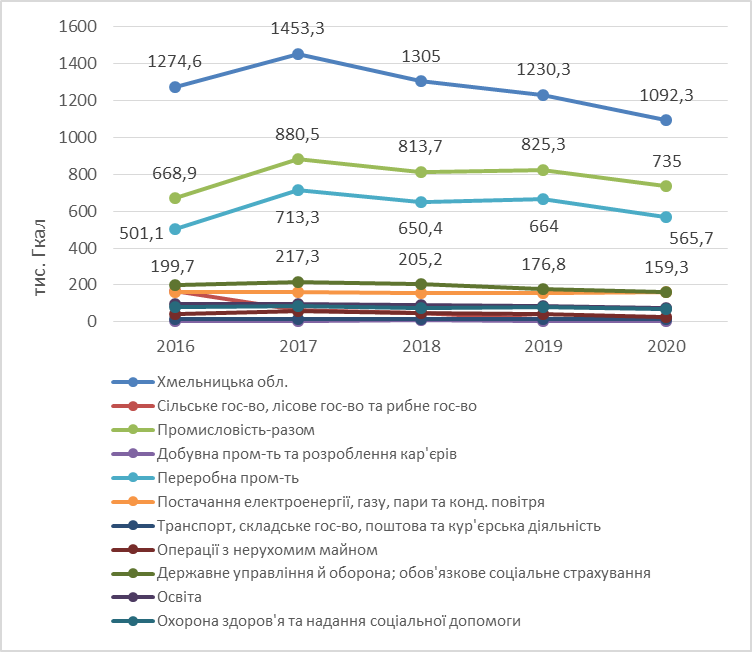 1600
1453,3
1400
1274,6
1305
1230,3
1200
1092,3
1000
880,5
813,7
825,3
800
668,9
735
600
501,1
713,3
650,4
664
565,7
400
199,7
217,3
205,2
176,8
159,3
200
0
тис. Гкал
2016 2017 2018 2019 2020
Хмельницька обл.
Сільське гос-во, лісове гос-во та рибне гос-во
Промисловість-разом
Добувна пром-ть та розроблення кар'єрів
Переробна пром-ть
Постачання електроенергії, газу, пари та конд. повітря
Транспорт, складське гос-во, поштова та кур'єрська діяльність
Операції з нерухомим майном
Державне управління й оборона; обов'язкове соціальне страхування
Освіта
Охорона здоров'я та надання соціальної допомоги